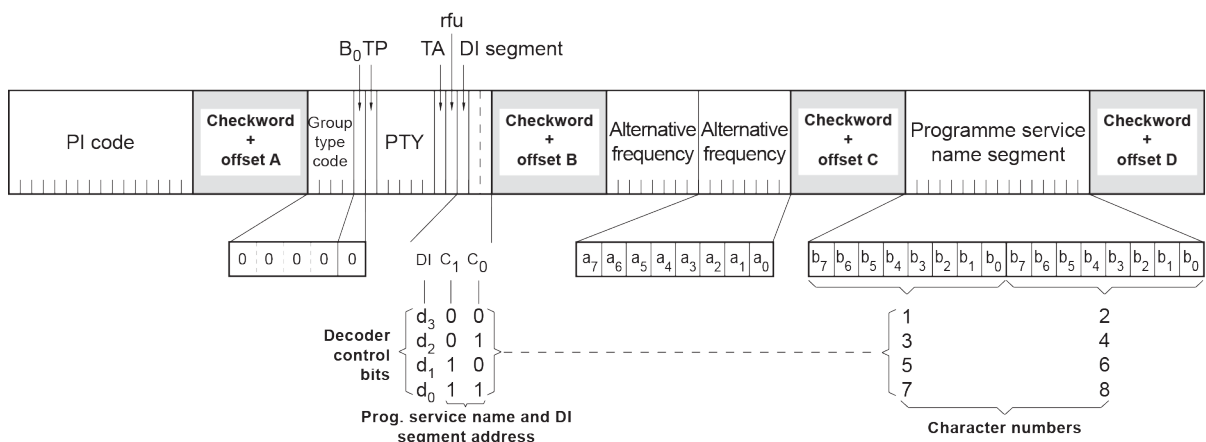 rfu
B0 TP TA DI segment
PI code
Checkword
+
offset A
Group
type
code
PTY
Checkword
+
offset B
Alternative
frequency
Alternative
frequency
Checkword
+
offset C
Programme service
name segment
Checkword
+
offset D
0 0 0 0 0
a7 a6 a5 a4 a3 a2 a1 a0
b7 b6 b5 b4 b3 b2 b1 b0 b7 b6 b5 b4 b3 b2 b1 b0
DI C1 C0
Decoder
control
bits
d3 0 0
d2 0 1
d1 1 0
d0 1 1
1 2
3 4
5 6
7 8
Prog. service name and DI
segment address
Character numbers